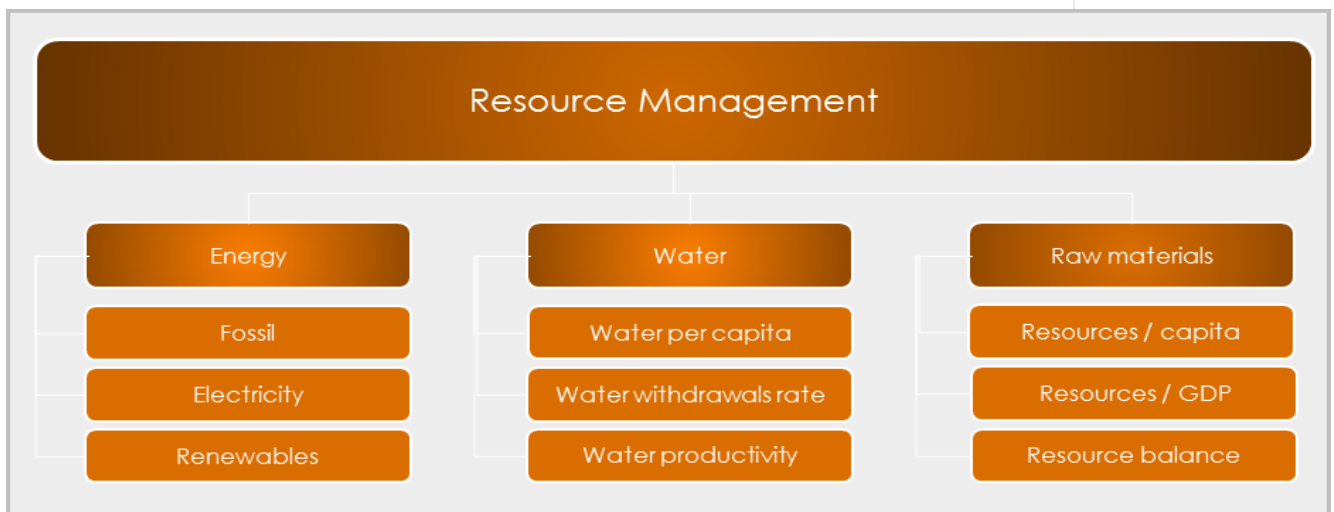 Resource Management
Energy
Fossil
Electricity
Renewables
Water
Water per capita
Water withdrawals rate
Water productivity
Raw materials
Resources / capita
Resources / GDP
Resource balance